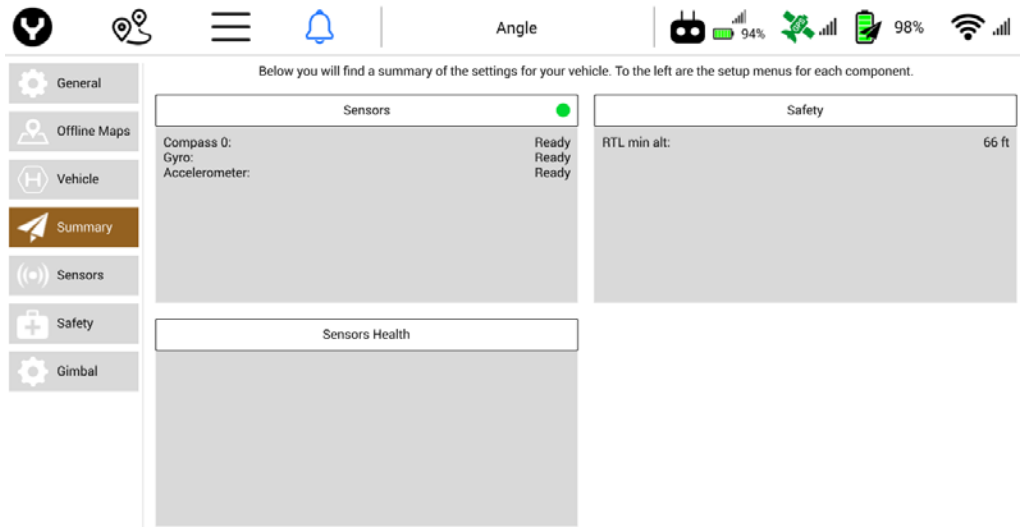 Angle
94%
GPS
98%
General
Offline Maps
Vehicle
Summary
Sensors
Safety
Gimbal
Below you will find a summary of the settings for your vehicle. To the left are the setup menus for each component.
Sensors
Compass 0: Ready
Gyro: Ready
Accelerometer: Ready
Safety
RTL min alt: 66 ft
Sensors Health